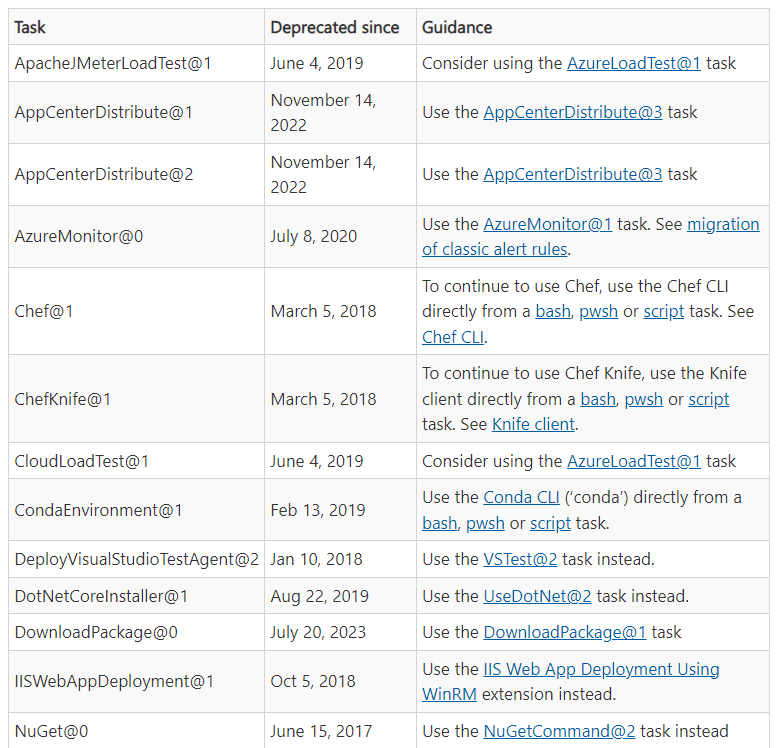 Task Deprecated since Guidance
ApacheJMeterLoadTest@1 June 4, 2019 Consider using the AzureLoadTest@1 task
AppCenterDistribute@1 November 14, 2022 Use the AppCenterDistribute@3 task
AppCenterDistribute@2 November 14, 2022 Use the AppCenterDistribute@3 task
AzureMonitor@0 July 8, 2020 Use the AzureMonitor@1 task. See migration
of classic alert rules.
Chef@1 March 5, 2018 To continue to use Chef, use the Chef CLI
directly from a bash, pwsh or script task. See
Chef CLI.
ChefKnife@1 March 5, 2018 To continue to use Chef Knife, use the Knife
client directly from a bash, pwsh or script
task. See Knife client.
CloudLoadTest@1 June 4, 2019 Consider using the AzureLoadTest@1 task
CondaEnvironment@1 Feb 13, 2019 Use the Conda CLI (‘conda’) directly from a
bash, pwsh or script task.
DeployVisualStudioTestAgent@2 Jan 10, 2018 Use the VSTest@2 task instead.
DotNetCoreInstaller@1 Aug 22, 2019 Use the UseDotNet@2 task instead.
DownloadPackage@0 July 20, 2023 Use the DownloadPackage@1 task
IISWebAppDeployment@1 Oct 5, 2018 Use the IIS Web App Deployment Using
WinRM extension instead.
NuGet@0 June 15, 2017 Use the NuGetCommand@2 task instead